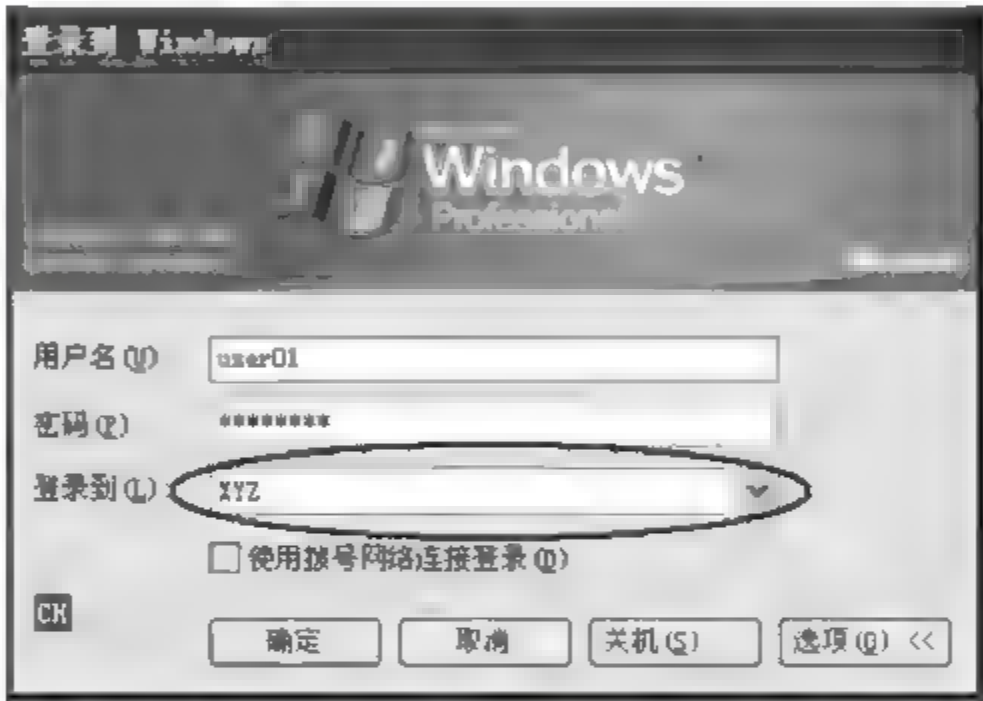 登录到 Windows
Windows
Professional
用户名(U)
user01
密码(P)
********
登录到(L)
XYZ
使用拨号网络连接登录(D)
CH
确定
取消
关机(S)
选项(O) <<